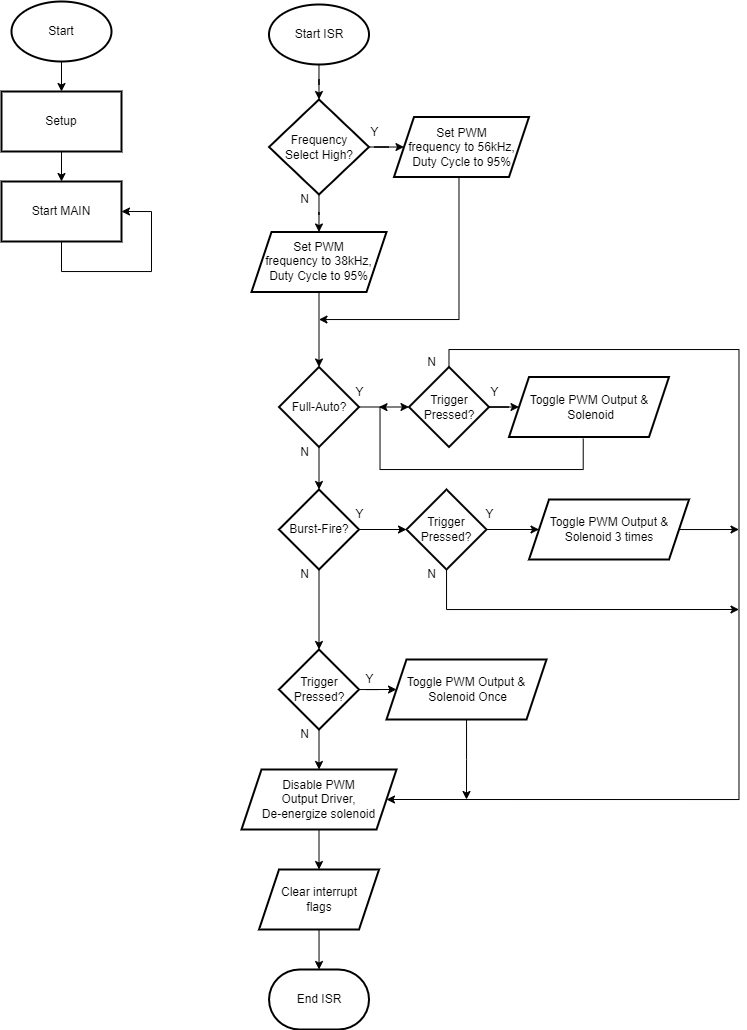 Start
Setup
Start MAIN
Start ISR
Frequency
Select High?
Y
Set PWM
frequency to 56kHz,
Duty Cycle to 95%
N
Set PWM
frequency to 38kHz,
Duty Cycle to 95%
Full-Auto?
Y
N
Trigger
Pressed?
Y
Toggle PWM Output &
Solenoid
N
Burst-Fire?
Y
Trigger
Pressed?
Y
Toggle PWM Output &
Solenoid 3 times
N
N
Trigger
Pressed?
Y
Toggle PWM Output &
Solenoid Once
N
Disable PWM
Output Driver,
De-energize solenoid
Clear interrupt
flags
End ISR